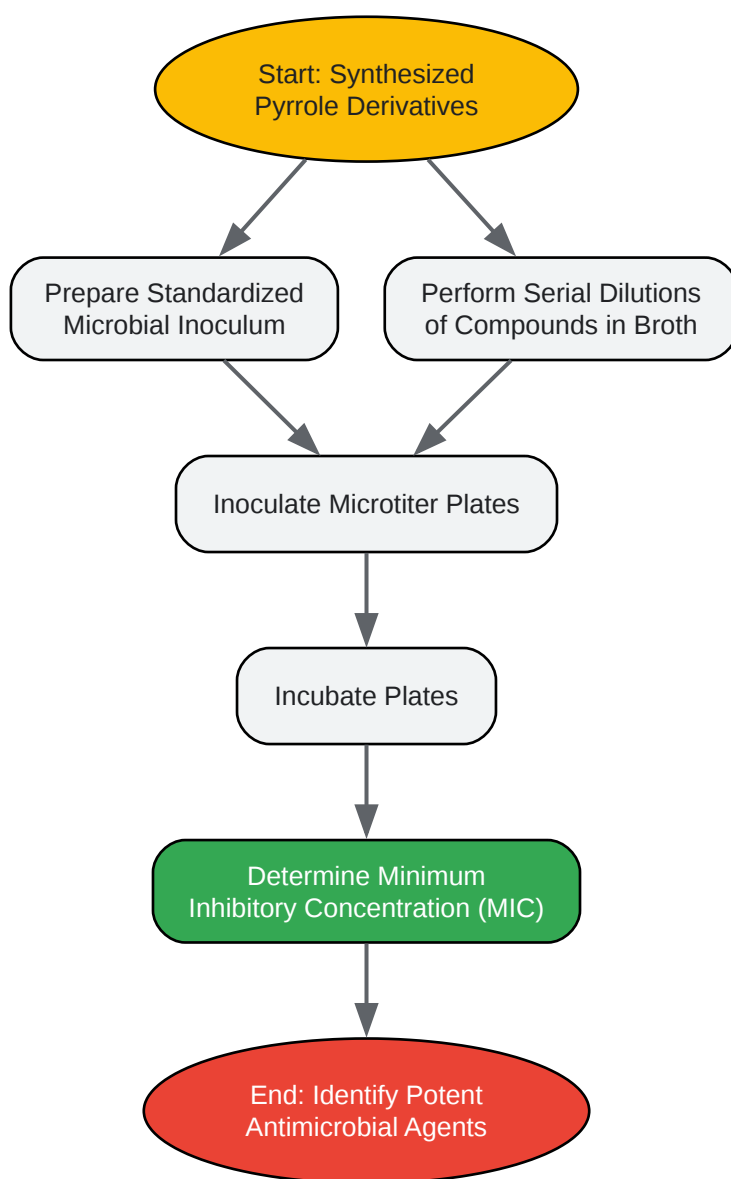 Start: Synthesized
Pyrrole Derivatives
Prepare Standardized
Microbial Inoculum
Perform Serial Dilutions
of Compounds in Broth
Inoculate Microtiter Plates
Incubate Plates
Determine Minimum
Inhibitory Concentration (MIC)
End: Identify Potent
Antimicrobial Agents